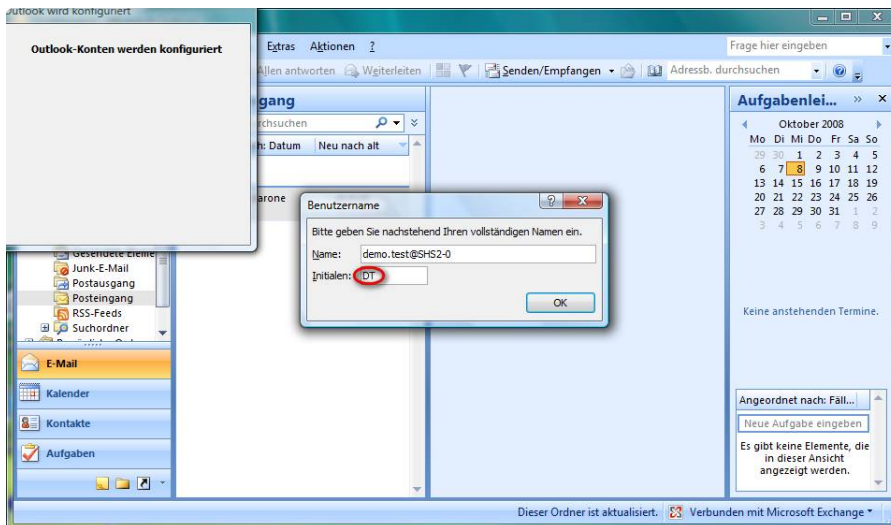 Outlook wird konfiguriert
Outlook-Konten werden konfiguriert
Extras Aktionen ?
Frage hier eingeben
Allen antworten Weiterleiten Senden/Empfangen Adressb. durchsuchen
Datum Neu nach alt
arone
Benutzername
Bitte geben Sie nachstehend Ihren vollständigen Namen ein.
Name: demo.test@SHS2-0
Initialen: DT
OK
Gesendete Eleme
Junk-E-Mail
Postausgang
Posteingang
RSS-Feeds
Suchordner
E-Mail
Kalender
Kontakte
Aufgaben
Aufgabenlei... »
Oktober 2008
Mo Di Mi Do Fr Sa So
29 30 1 2 3 4 5
6 7 8 9 10 11 12
13 14 15 16 17 18 19
20 21 22 23 24 25 26
27 28 29 30 31 1 2
3 4 5 6 7 8 9
Keine anstehenden Termine.
Angeordnet nach: Fäll...
Neue Aufgabe eingeben
Es gibt keine Elemente, die
in dieser Ansicht
angezeigt werden.
Dieser Ordner ist aktualisiert. Verbunden mit Microsoft Exchange